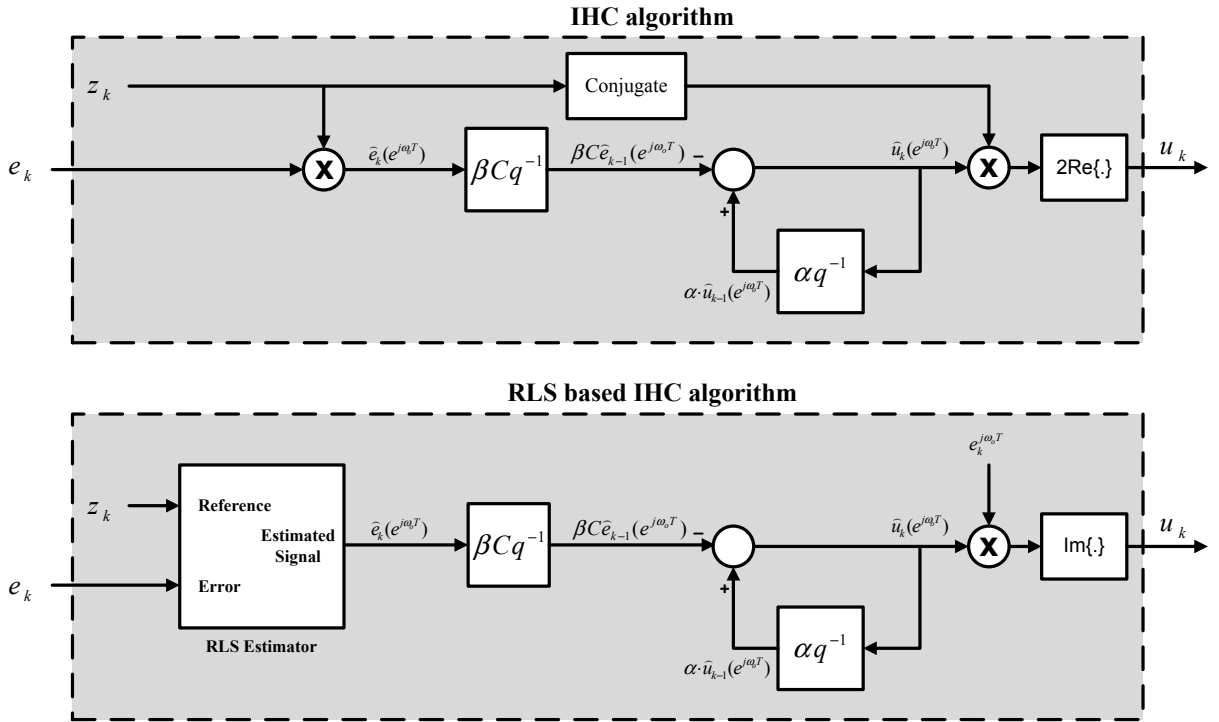 IHC algorithm
z_k
Conjugate
e_k
X
ê_k(e^{jω_oT})
βCq^{-1}
βCê_{k-1}(e^{jω_oT})
−
+
û_k(e^{jω_oT})
X
2Re{.}
u_k
αq^{-1}
α·û_{k-1}(e^{jω_oT})
RLS based IHC algorithm
z_k
Reference
Estimated
Signal
e_k
Error
RLS Estimator
ê_k(e^{jω_oT})
βCq^{-1}
βCê_{k-1}(e^{jω_oT})
−
+
û_k(e^{jω_oT})
e_k^{jω_oT}
X
Im{.}
u_k
αq^{-1}
α·û_{k-1}(e^{jω_oT})